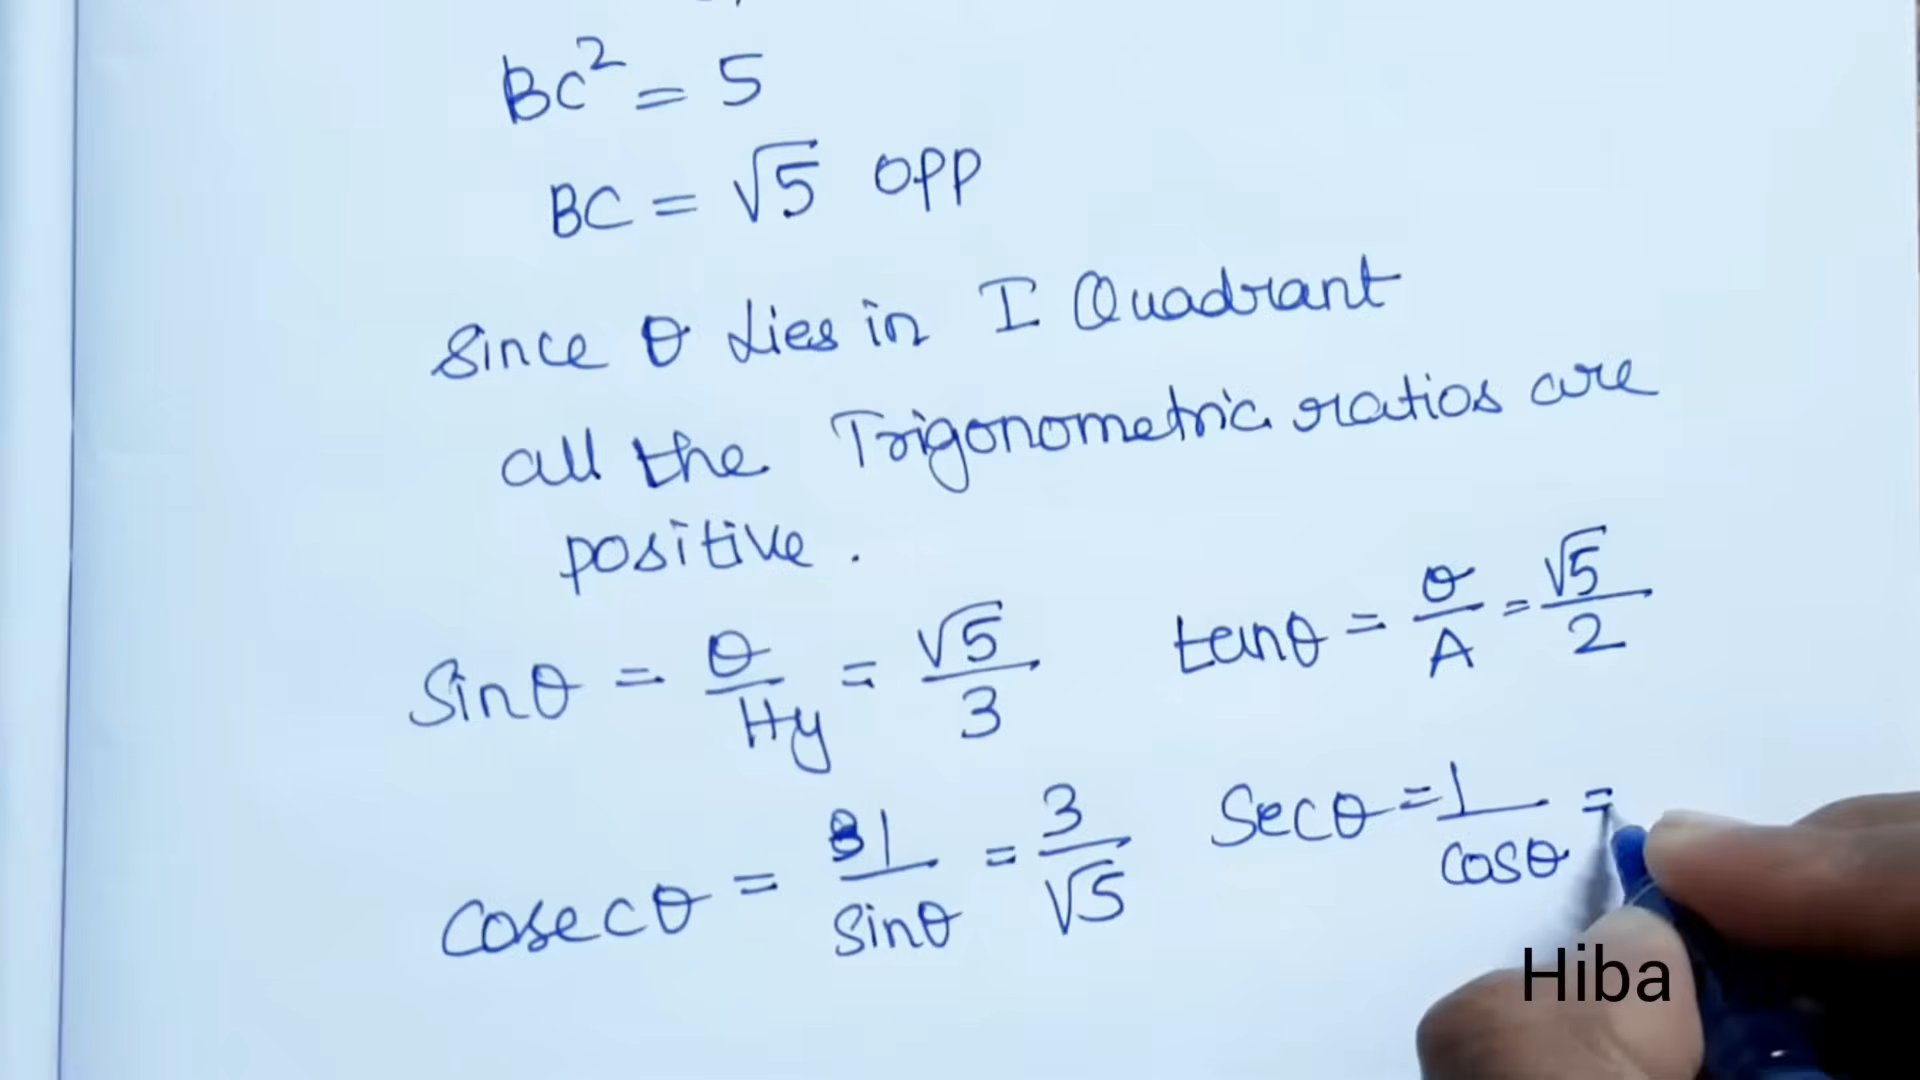 BC² = 5
BC = √5 opp
Since θ Lies in I Quadrant
all the Trigonometric ratios are
positive.
Sinθ = O/Hy = √5/3
tanθ = O/A = √5/2
Cosecθ = 1/sinθ = 3/√5
Secθ = 1/cosθ =
Hiba